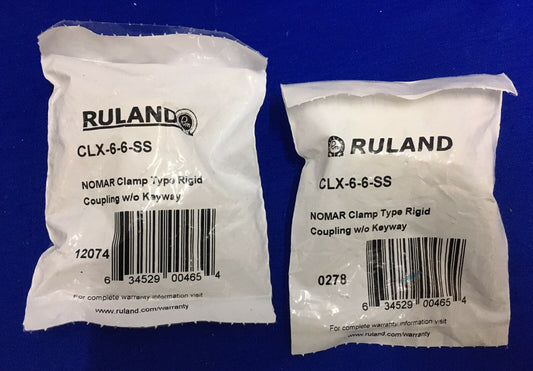 RULAND
CLX-6-6-SS
NOMAR Clamp Type Rigid
Coupling w/o Keyway
12074
6 34529 00465 4
For complete warranty information visit
www.ruland.com/warranty
RULAND
CLX-6-6-SS
NOMAR Clamp Type Rigid
Coupling w/o Keyway
0278
6 34529 00465 4
For complete warranty information visit
www.ruland.com/warranty